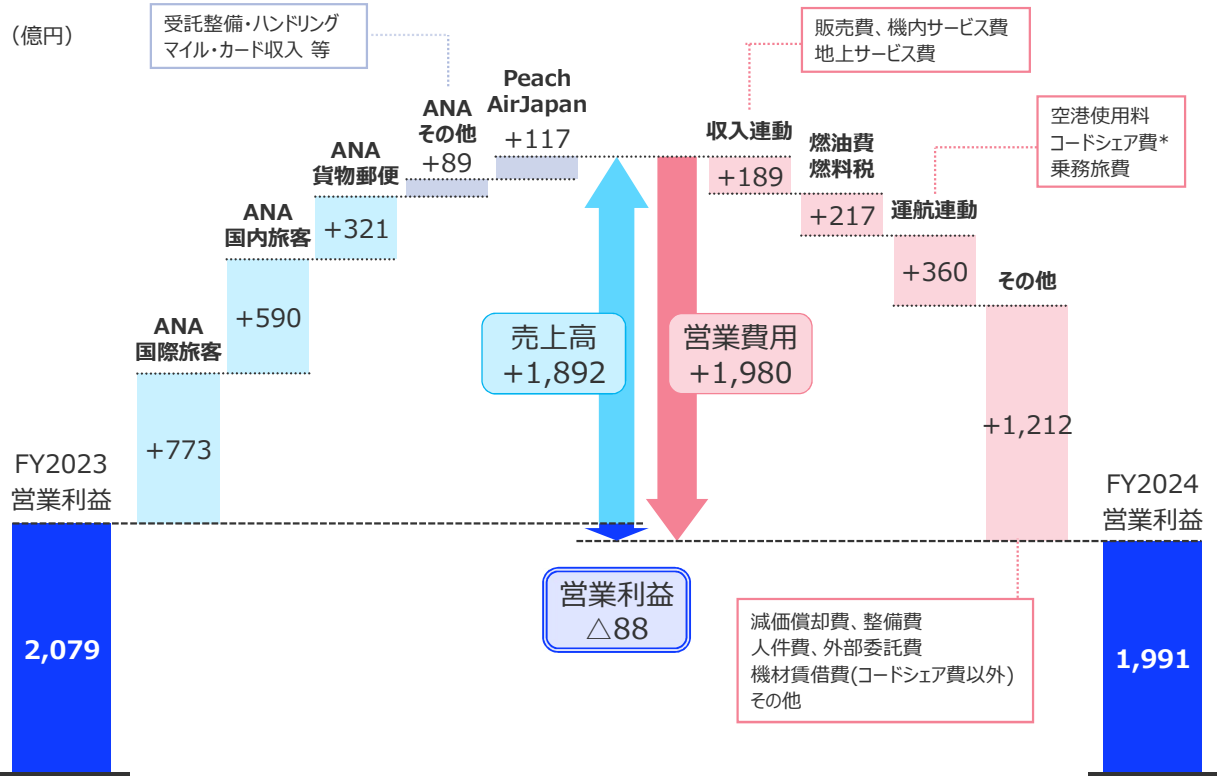 （億円）
受託整備・ハンドリング
マイル・カード収入 等
販売費、機内サービス費
地上サービス費
空港使用料
コードシェア費*
乗務旅費
Peach
AirJapan
+117
ANA
その他
+89
ANA
貨物郵便
+321
ANA
国内旅客
+590
ANA
国際旅客
+773
収入連動
+189
燃油費
燃料税
+217
運航連動
+360
その他
+1,212
売上高
+1,892
営業費用
+1,980
FY2023
営業利益
2,079
営業利益
△88
減価償却費、整備費
人件費、外部委託費
機材賃借費(コードシェア費以外)
その他
FY2024
営業利益
1,991